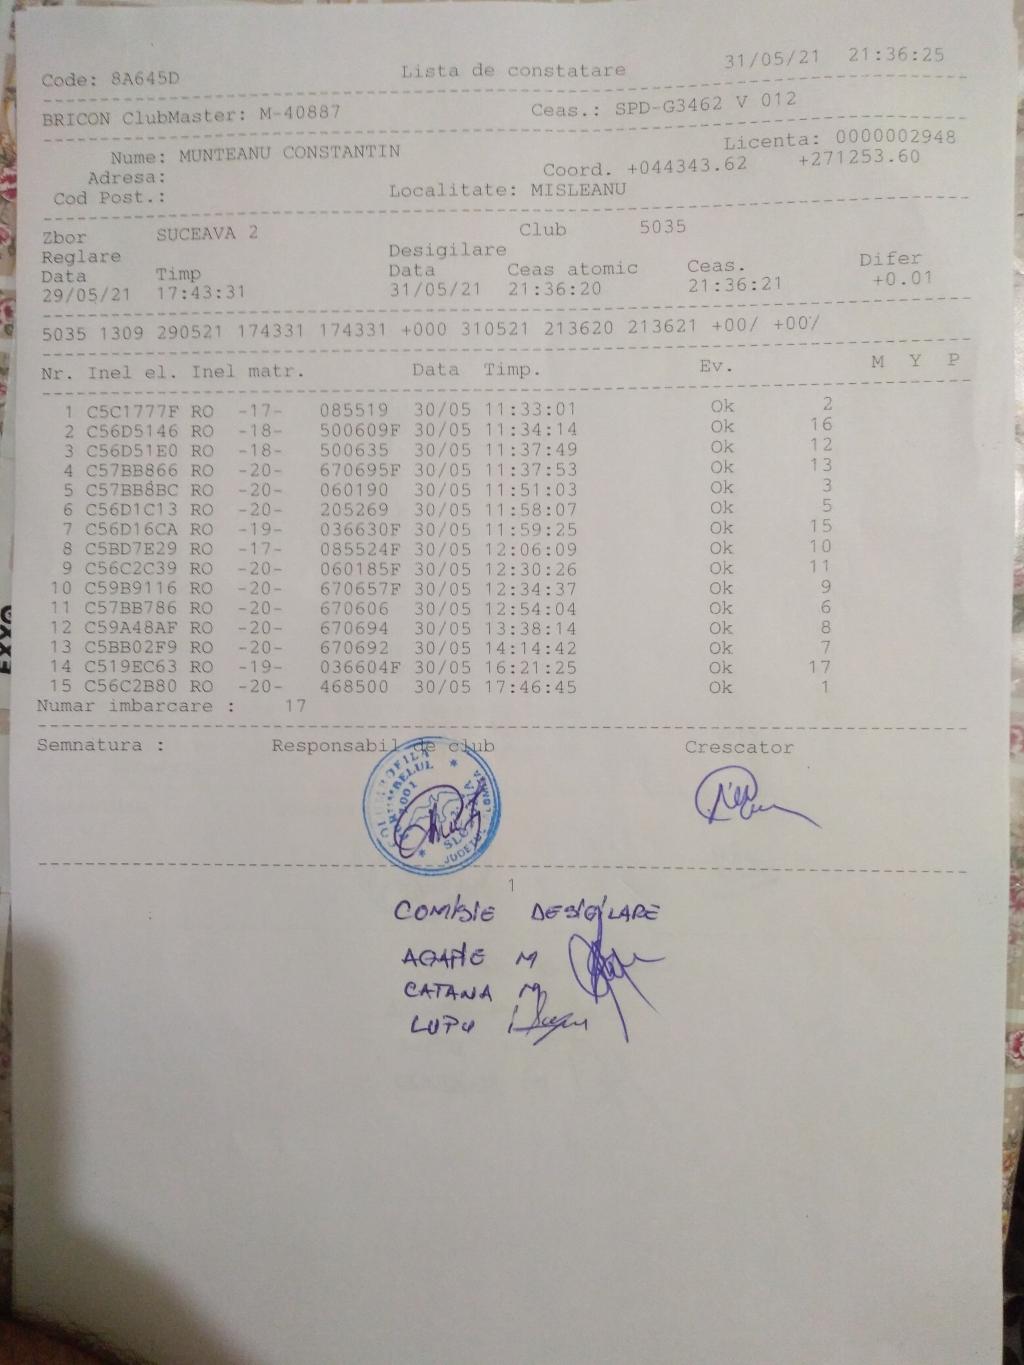 Code: 8A645D Lista de constatare 31/05/21 21:36:25
BRICON ClubMaster: M-40887 Ceas.: SPD-G3462 V 012
Licenta: 0000002948
Nume: MUNTEANU CONSTANTIN
Adresa: Coord. +044343.62 +271253.60
Cod Post.: Localitate: MISLEANU
Zbor SUCEAVA 2 Club 5035
Reglare Desigilare
Data Timp Data Ceas atomic Ceas. Difer
29/05/21 17:43:31 31/05/21 21:36:20 21:36:21 +0.01
5035 1309 290521 174331 174331 +000 310521 213620 213621 +00/ +00/
Nr. Inel el. Inel matr. Data Timp. Ev. M Y P
1 C5C1777F RO -17- 085519 30/05 11:33:01 Ok 2
2 C56D5146 RO -18- 500609F 30/05 11:34:14 Ok 16
3 C56D51E0 RO -18- 500635 30/05 11:37:49 Ok 12
4 C57BB866 RO -20- 670695F 30/05 11:37:53 Ok 13
5 C57BB8BC RO -20- 060190 30/05 11:51:03 Ok 3
6 C56D1C13 RO -20- 205269 30/05 11:58:07 Ok 5
7 C56D16CA RO -19- 036630F 30/05 11:59:25 Ok 15
8 C5BD7E29 RO -17- 085524F 30/05 12:06:09 Ok 10
9 C56C2C39 RO -20- 060185F 30/05 12:30:26 Ok 11
10 C59B9116 RO -20- 670657F 30/05 12:34:37 Ok 9
11 C57BB786 RO -20- 670606 30/05 12:54:04 Ok 6
12 C59A48AF RO -20- 670694 30/05 13:38:14 Ok 8
13 C5BB02F9 RO -20- 670692 30/05 14:14:42 Ok 7
14 C519EC63 RO -19- 036604F 30/05 16:21:25 Ok 17
15 C56C2B80 RO -20- 468500 30/05 17:46:45 Ok 1
Numar imbarcare : 17
Semnatura : Responsabil de club Crescator
1
COMISIE DESIGILARE
AGAPIE M
CATANA M
LUPU